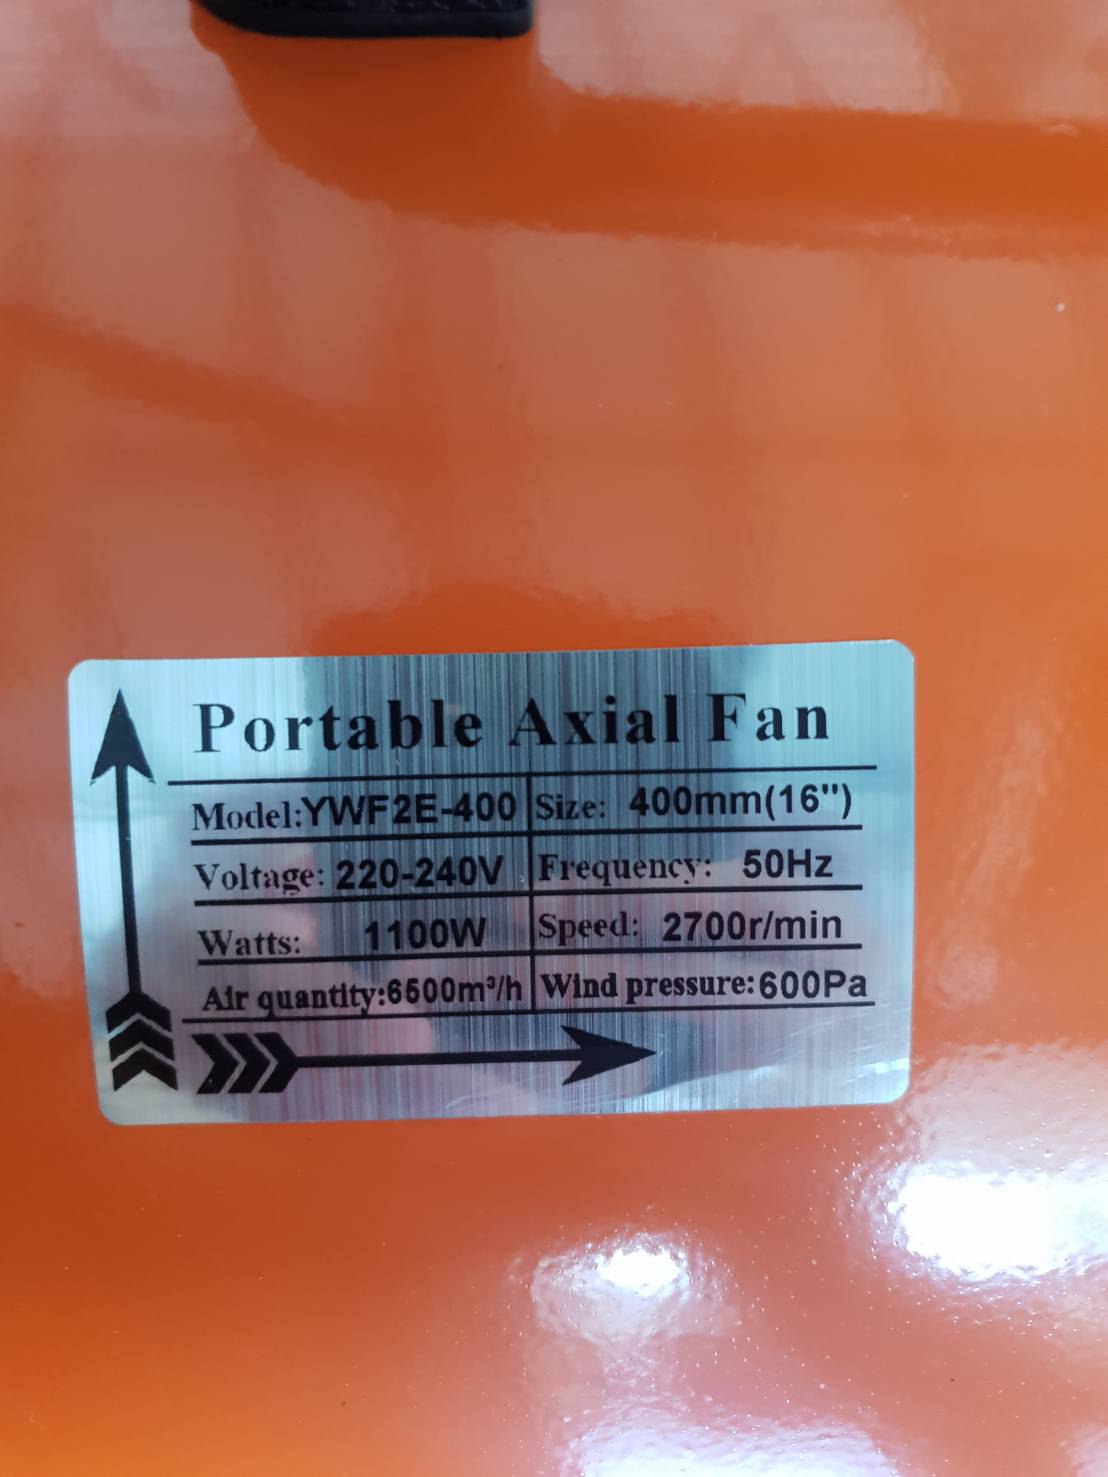 Portable Axial Fan
Model:YWF2E-400 Size: 400mm(16")
Voltage: 220-240V Frequency: 50Hz
Watts: 1100W Speed: 2700r/min
Air quantity:6500m³/h Wind pressure:600Pa